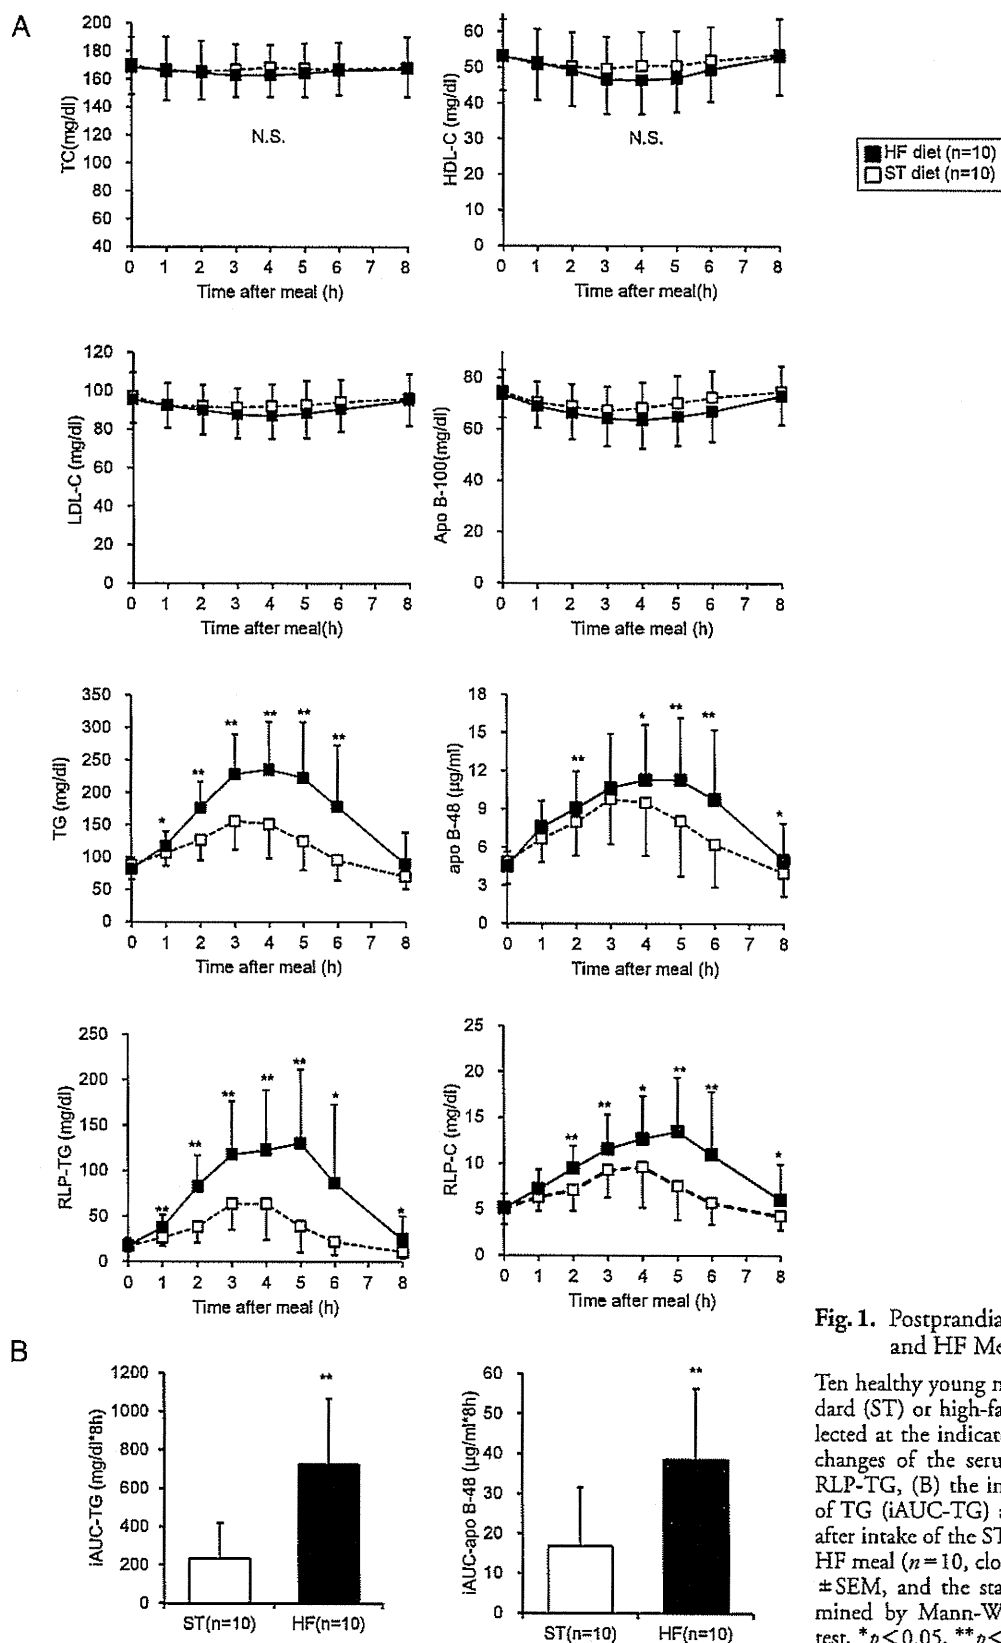 A
200
180
160
140
120
100
80
60
40
TC(mg/dl)
N.S.
0 1 2 3 4 5 6 7 8
Time after meal (h)
60
50
40
30
20
10
0
HDL-C (mg/dl)
N.S.
0 1 2 3 4 5 6 7 8
Time after meal(h)
HF diet (n=10)
ST diet (n=10)
120
100
80
60
40
20
0
LDL-C (mg/dl)
0 1 2 3 4 5 6 7 8
Time after meal(h)
80
60
40
20
0
Apo B-100(mg/dl)
0 1 2 3 4 5 6 7 8
Time afte meal (h)
350
300
250
200
150
100
50
0
TG (mg/dl)
* ** ** ** ** **
0 1 2 3 4 5 6 7 8
Time after meal (h)
18
15
12
9
6
3
0
apo B-48 (µg/ml)
** * ** ** *
0 1 2 3 4 5 6 7 8
Time after meal (h)
250
200
150
100
50
0
RLP-TG (mg/dl)
** ** ** ** ** * *
0 1 2 3 4 5 6 7 8
Time after meal (h)
25
20
15
10
5
0
RLP-C (mg/dl)
** ** * ** ** *
0 1 2 3 4 5 6 7 8
Time after meal (h)
B
1200
1000
800
600
400
200
0
iAUC-TG (mg/dl*8h)
**
ST(n=10) HF(n=10)
60
50
40
30
20
10
0
iAUC-apo B-48 (µg/ml*8h)
**
ST(n=10) HF(n=10)
Fig. 1. Postprandia
and HF Me
Ten healthy young m
dard (ST) or high-fa
lected at the indicate
changes of the seru
RLP-TG, (B) the in
of TG (iAUC-TG) a
after intake of the ST
HF meal (n=10, clo
±SEM, and the sta
mined by Mann-W
test. *p<0.05, **p<